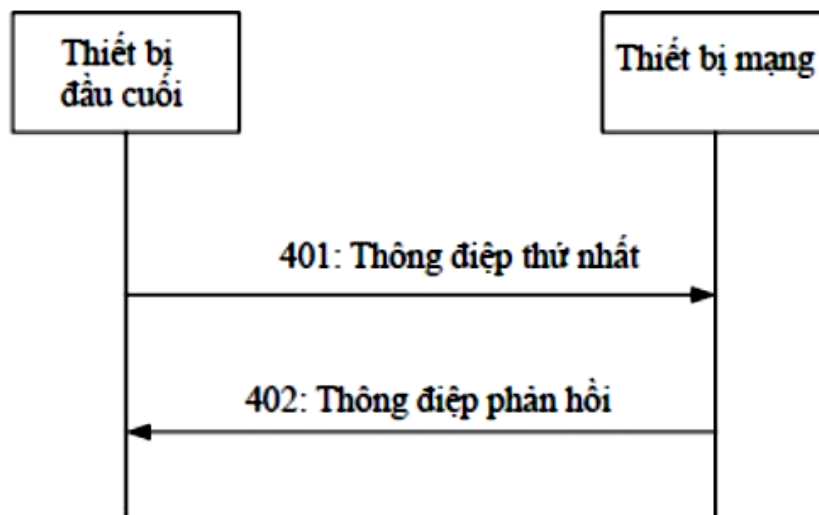 Thiết bị
đầu cuối
Thiết bị mạng
401: Thông điệp thứ nhất
402: Thông điệp phản hồi